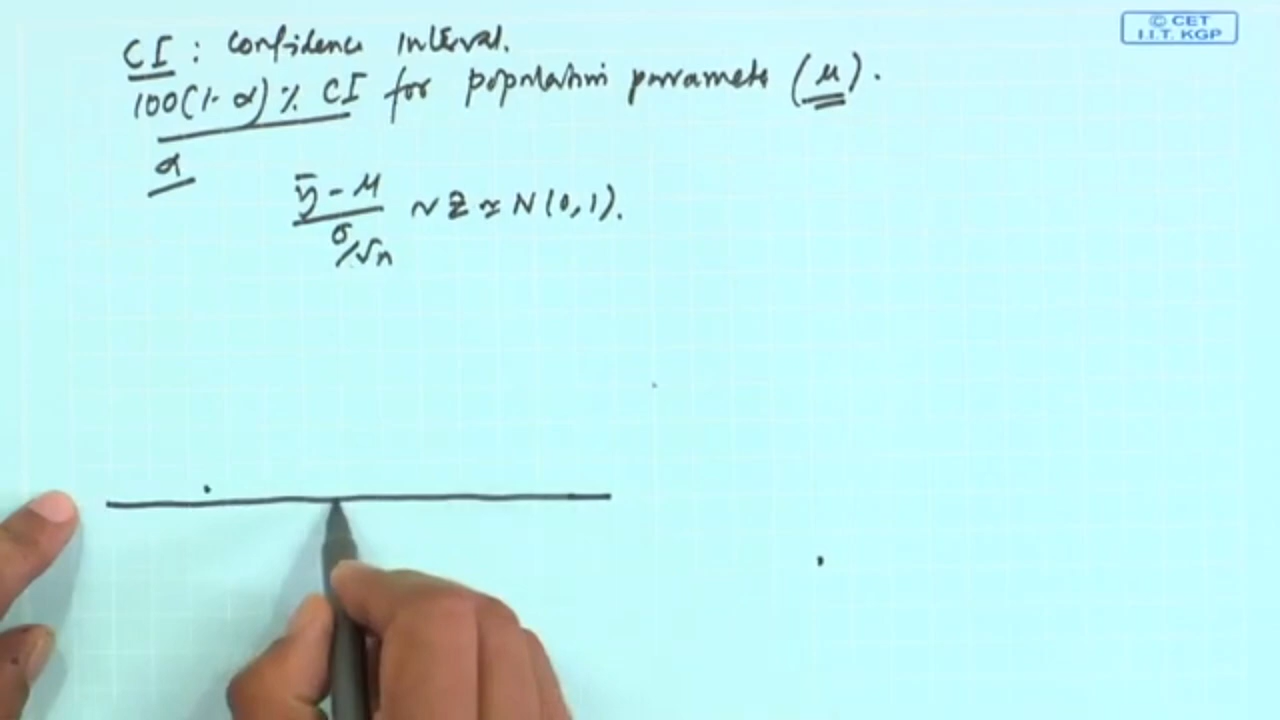 © CET
I.I.T. KGP
CI : Confidence Interval.
100(1-α) % CI for population parameter (μ).
α
ȳ - μ
σ/√n
~ Z ≈ N(0,1).